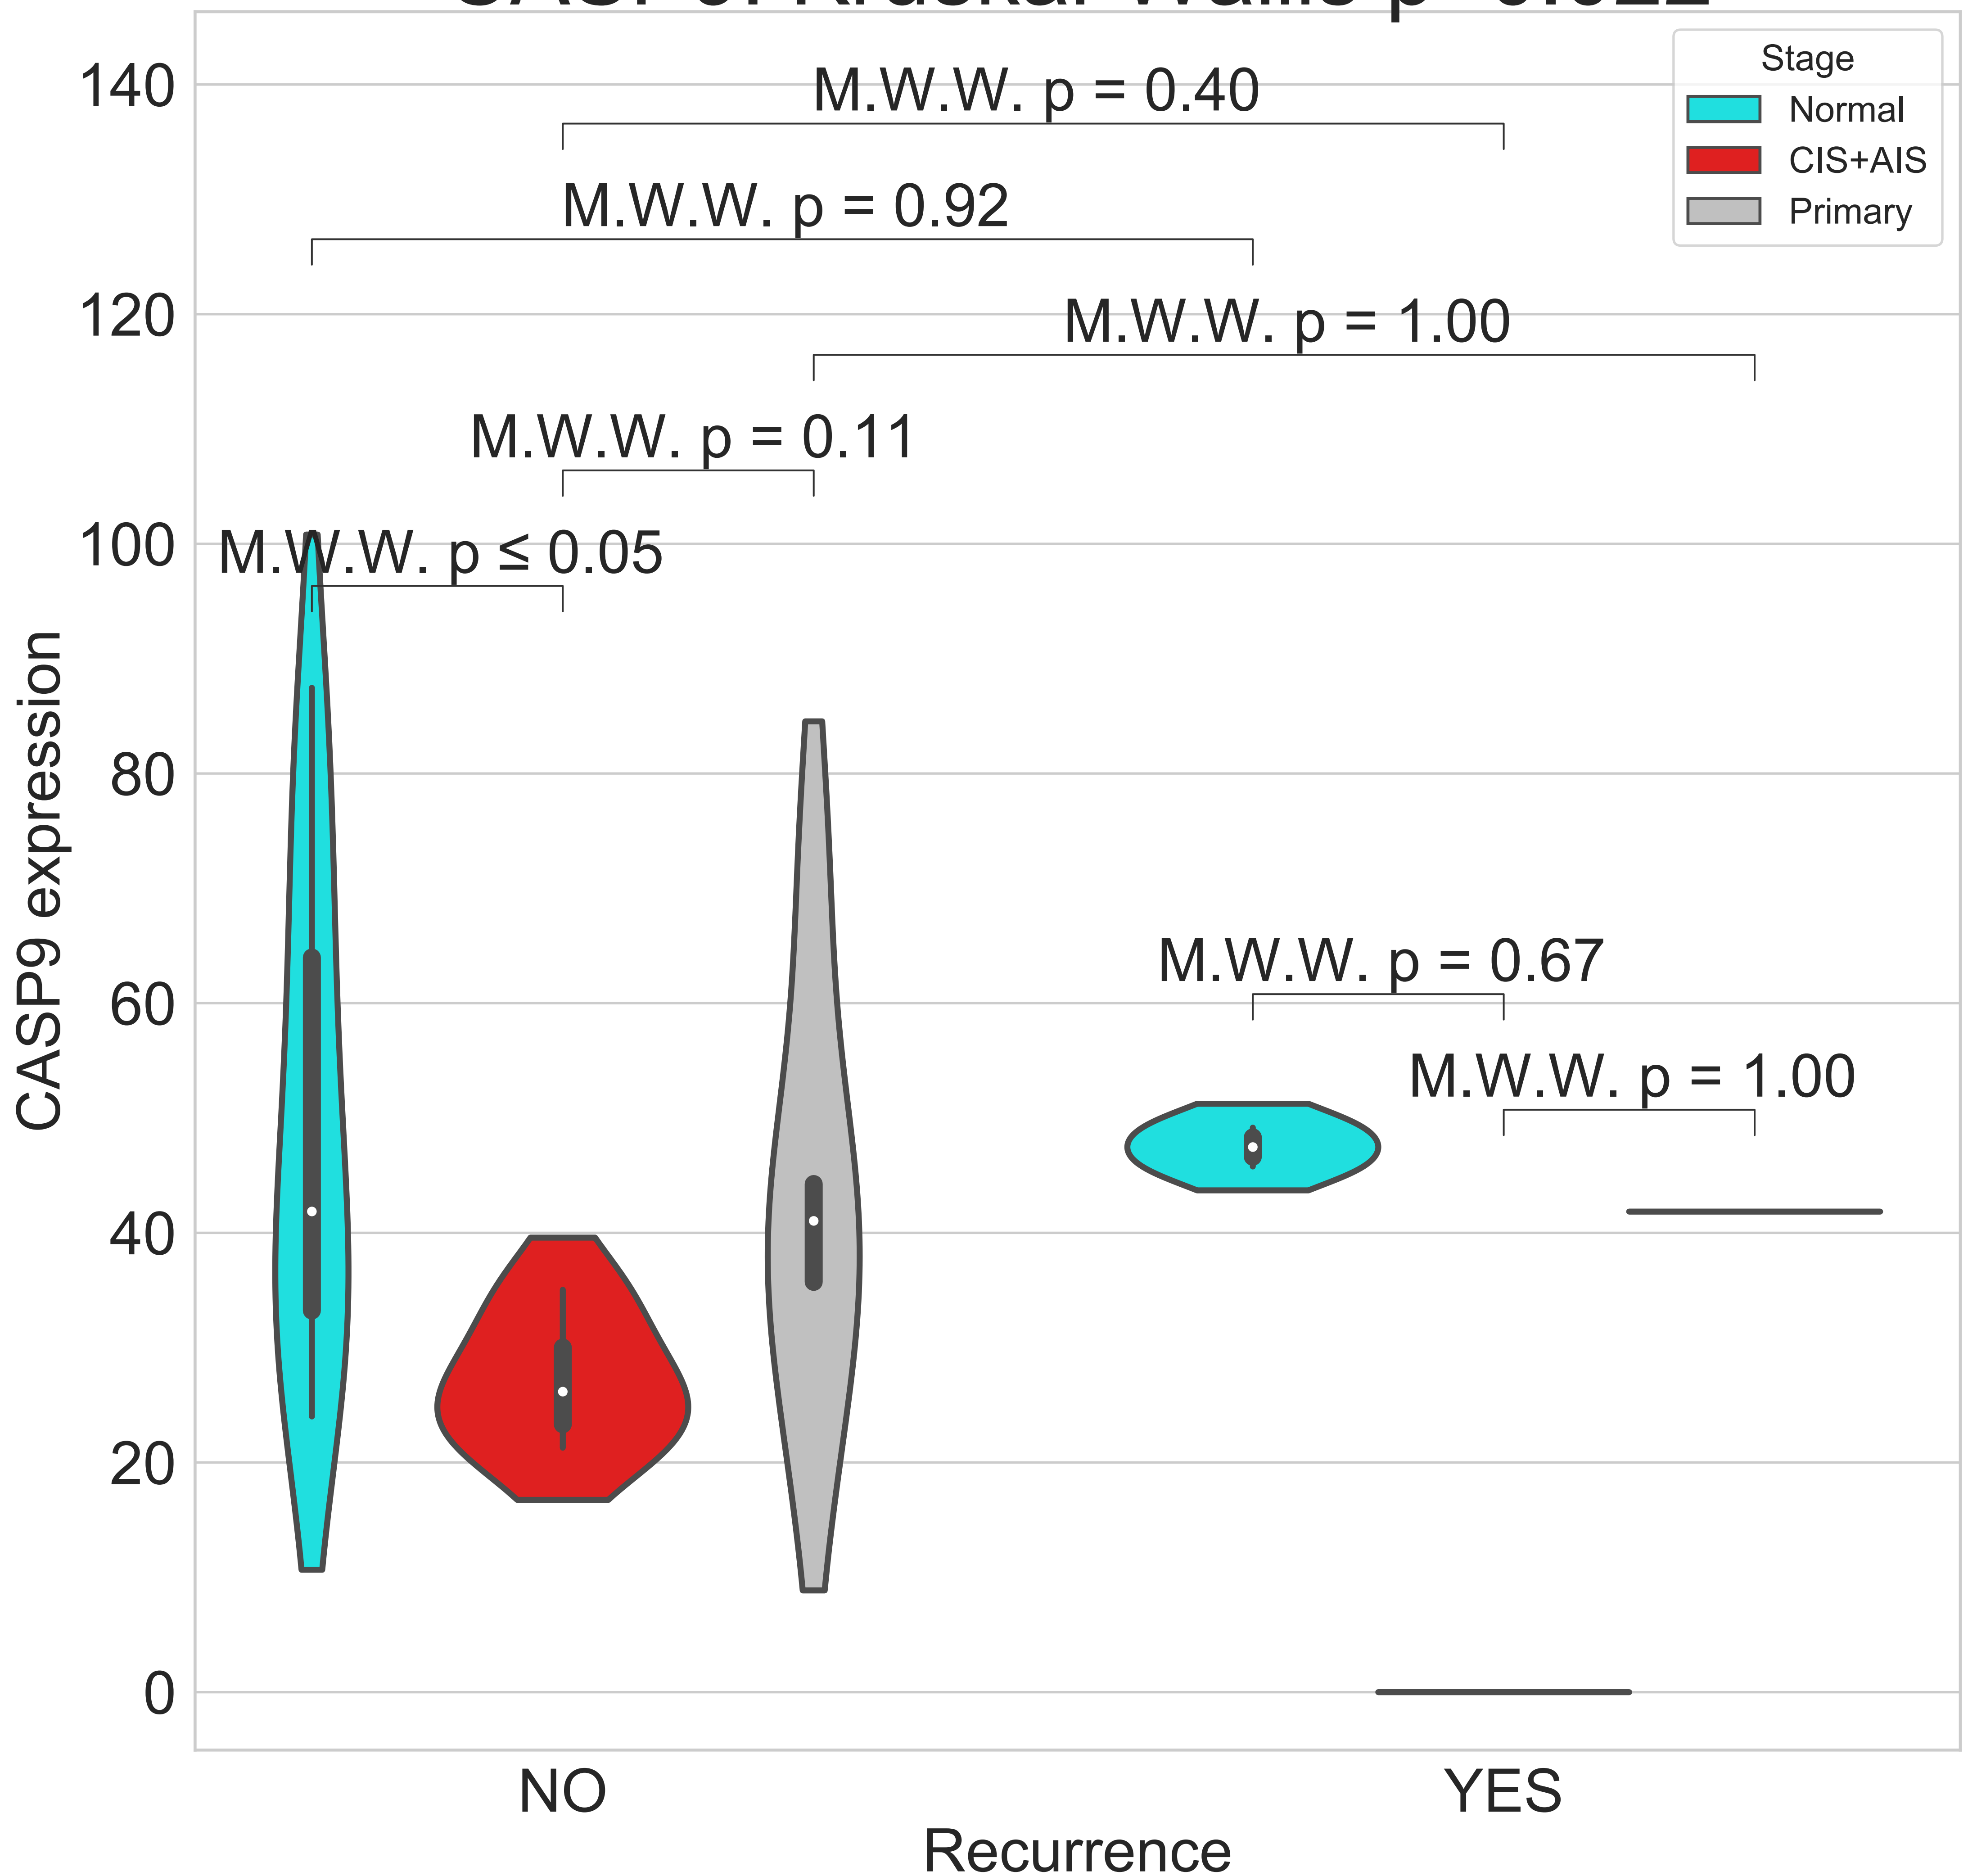 140
120
100
80
60
40
20
0
CASP9 expression
M.W.W. p = 0.40
M.W.W. p = 0.92
M.W.W. p = 1.00
M.W.W. p = 0.11
M.W.W. p ≤ 0.05
M.W.W. p = 0.67
M.W.W. p = 1.00
Stage
Normal
CIS+AIS
Primary
NO
YES
Recurrence